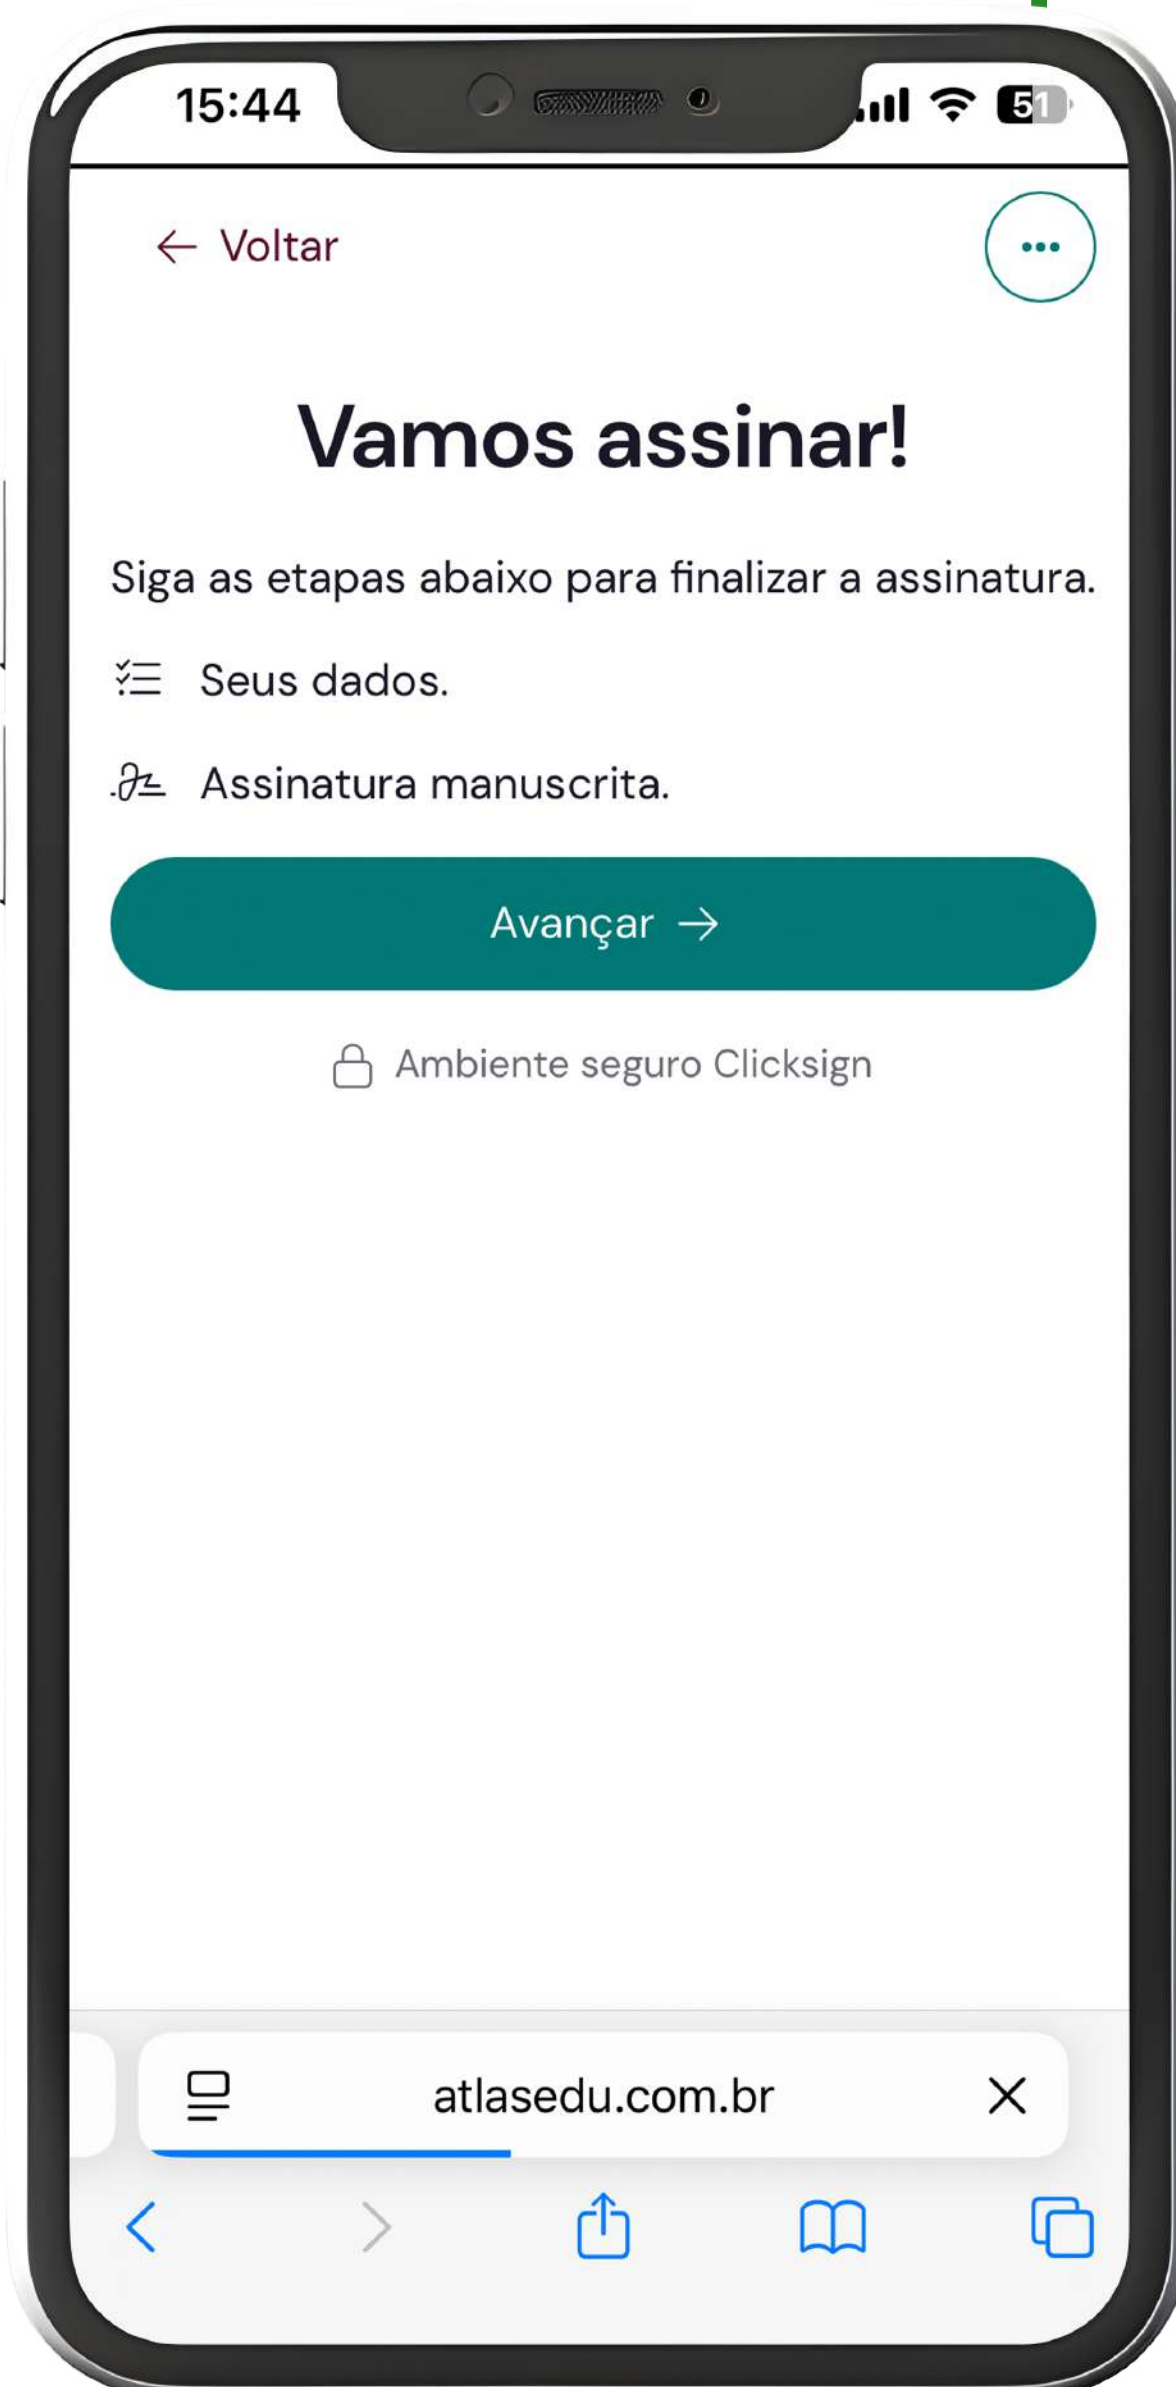 15:44
51
← Voltar
Vamos assinar!
Siga as etapas abaixo para finalizar a assinatura.
Seus dados.
Assinatura manuscrita.
Avançar →
Ambiente seguro Clicksign
atlasedu.com.br